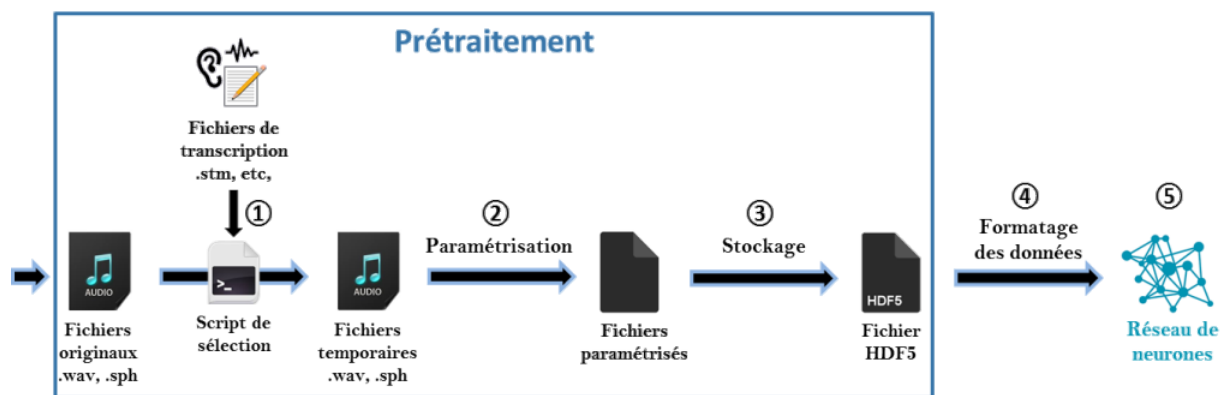 Prétraitement
Fichiers de
transcription
.stm, etc,
①
②
③
④
⑤
Paramétrisation
Stockage
Formatage
des données
AUDIO
>_
AUDIO
HDF5
Fichiers
originaux
.wav, .sph
Script de
sélection
Fichiers
temporaires
.wav, .sph
Fichiers
paramétrisés
Fichier
HDF5
Réseau de
neurones